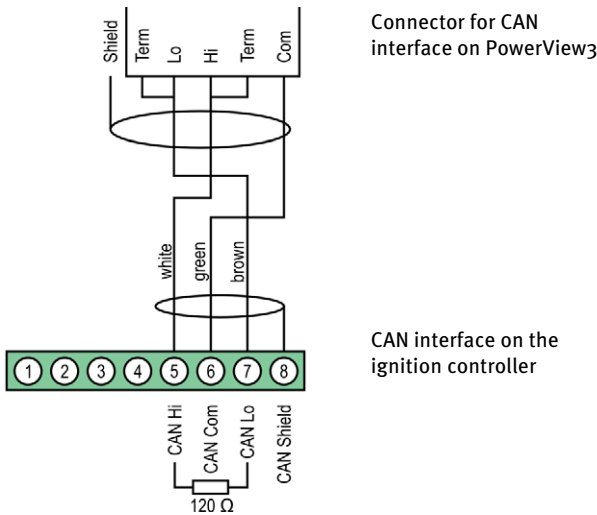 Connector for CAN
interface on PowerView3
Shield
Term
Lo
Hi
Term
Com
white
green
brown
CAN interface on the
ignition controller
1 2 3 4 5 6 7 8
CAN Hi
CAN Com
CAN Lo
CAN Shield
120 Ω